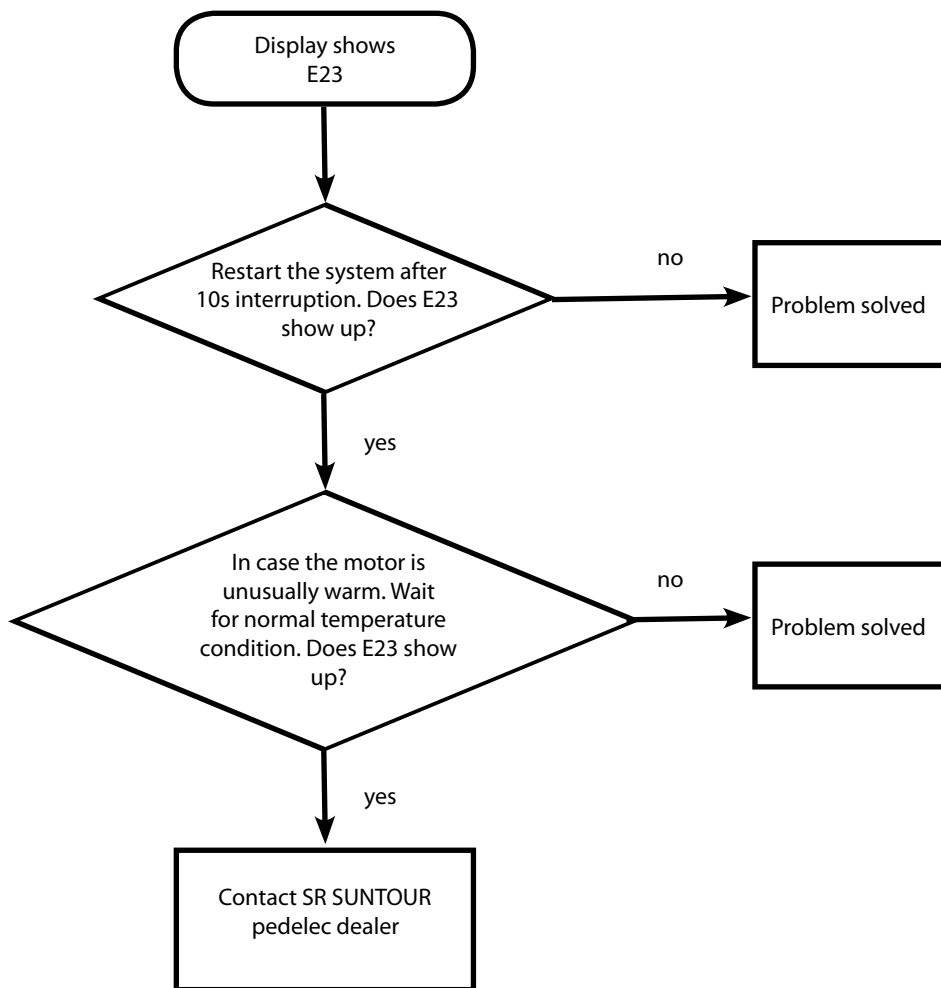 Display shows
E23
Restart the system after
10s interruption. Does E23
show up?
no
Problem solved
yes
In case the motor is
unusually warm. Wait
for normal temperature
condition. Does E23 show
up?
no
Problem solved
yes
Contact SR SUNTOUR
pedelec dealer